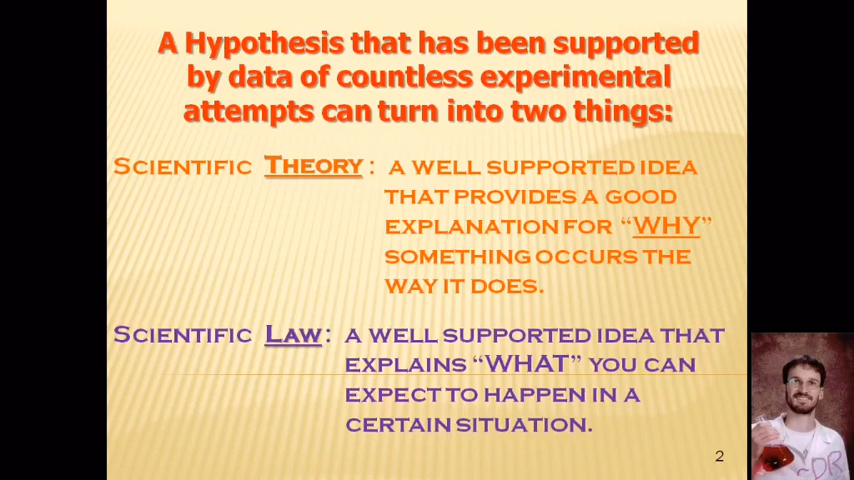 A Hypothesis that has been supported
by data of countless experimental
attempts can turn into two things:
Scientific Theory: a well supported idea
that provides a good
explanation for “WHY”
something occurs the
way it does.
Scientific Law: a well supported idea that
explains “WHAT” you can
expect to happen in a
certain situation.
2